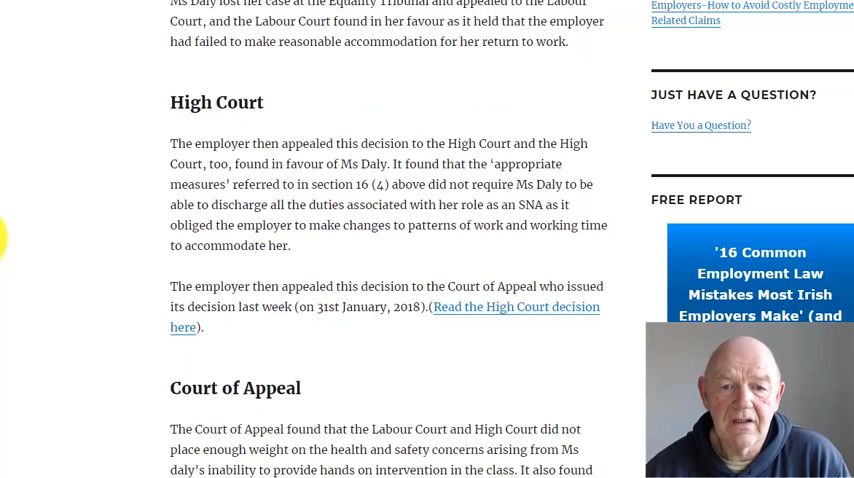 Ms Daly lost her case at the Equality Tribunal and appealed to the Labour
Court, and the Labour Court found in her favour as it held that the employer
had failed to make reasonable accommodation for her return to work.
High Court
The employer then appealed this decision to the High Court and the High
Court, too, found in favour of Ms Daly. It found that the ‘appropriate
measures’ referred to in section 16 (4) above did not require Ms Daly to be
able to discharge all the duties associated with her role as an SNA as it
obliged the employer to make changes to patterns of work and working time
to accommodate her.
The employer then appealed this decision to the Court of Appeal who issued
its decision last week (on 31st January, 2018).(Read the High Court decision
here).
Court of Appeal
The Court of Appeal found that the Labour Court and High Court did not
place enough weight on the health and safety concerns arising from Ms
daly’s inability to provide hands on intervention in the class. It also found
Employers-How to Avoid Costly Employme
Related Claims
JUST HAVE A QUESTION?
Have You a Question?
FREE REPORT
'16 Common
Employment Law
Mistakes Most Irish
Employers Make' (and